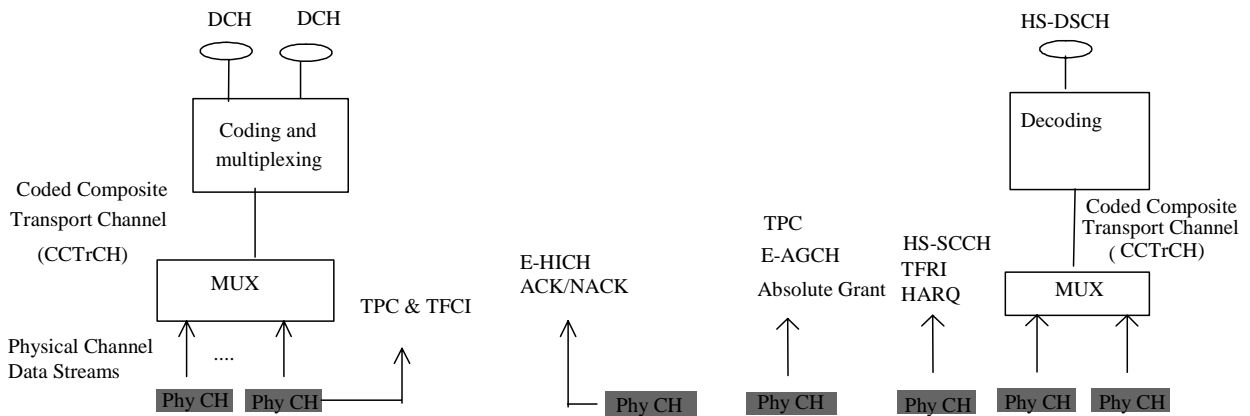 DCH
DCH
Coding and
multiplexing
Coded Composite
Transport Channel
(CCTrCH)
MUX
TPC & TFCI
Physical Channel
Data Streams
....
Phy CH
Phy CH
E-HICH
ACK/NACK
Phy CH
TPC
E-AGCH
Absolute Grant
Phy CH
HS-SCCH
TFRI
HARQ
Phy CH
HS-DSCH
Decoding
Coded Composite
Transport Channel
( CCTrCH)
MUX
Phy CH
Phy CH